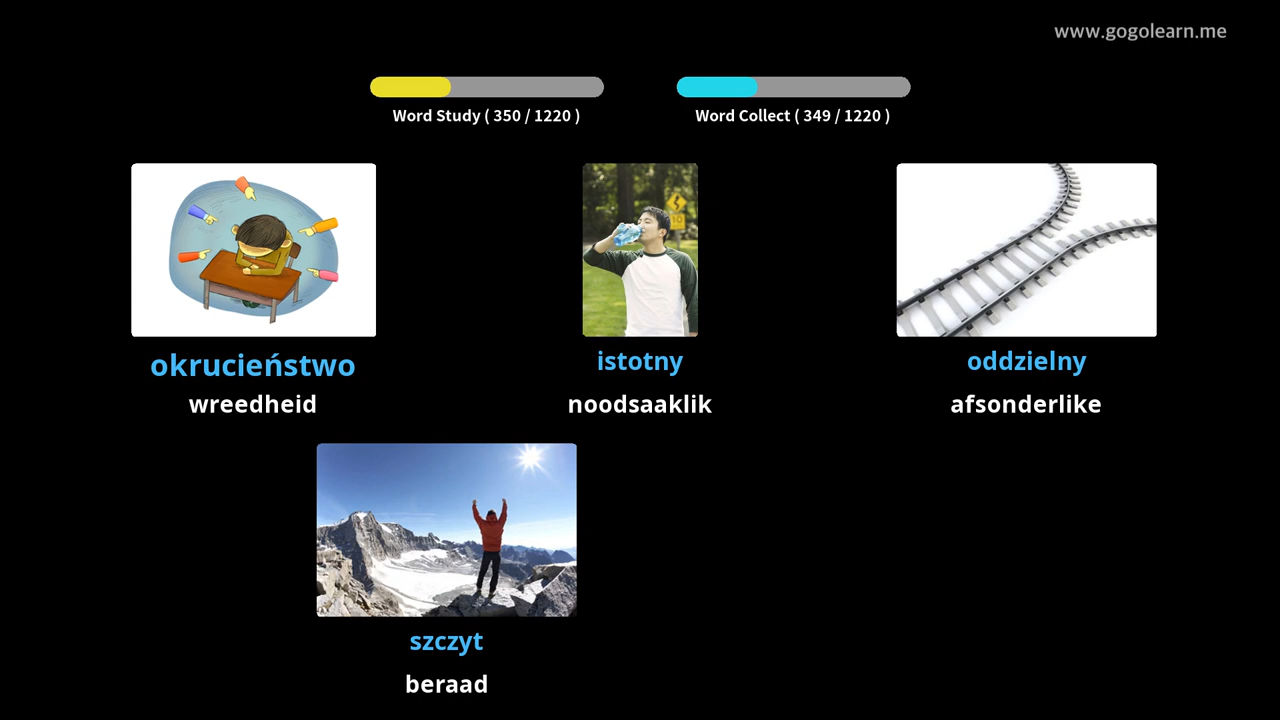 www.gogolearn.me
Word Study ( 350 / 1220 )
Word Collect ( 349 / 1220 )
okrucieństwo
wreedheid
istotny
noodsaaklik
oddzielny
afsonderlike
szczyt
beraad